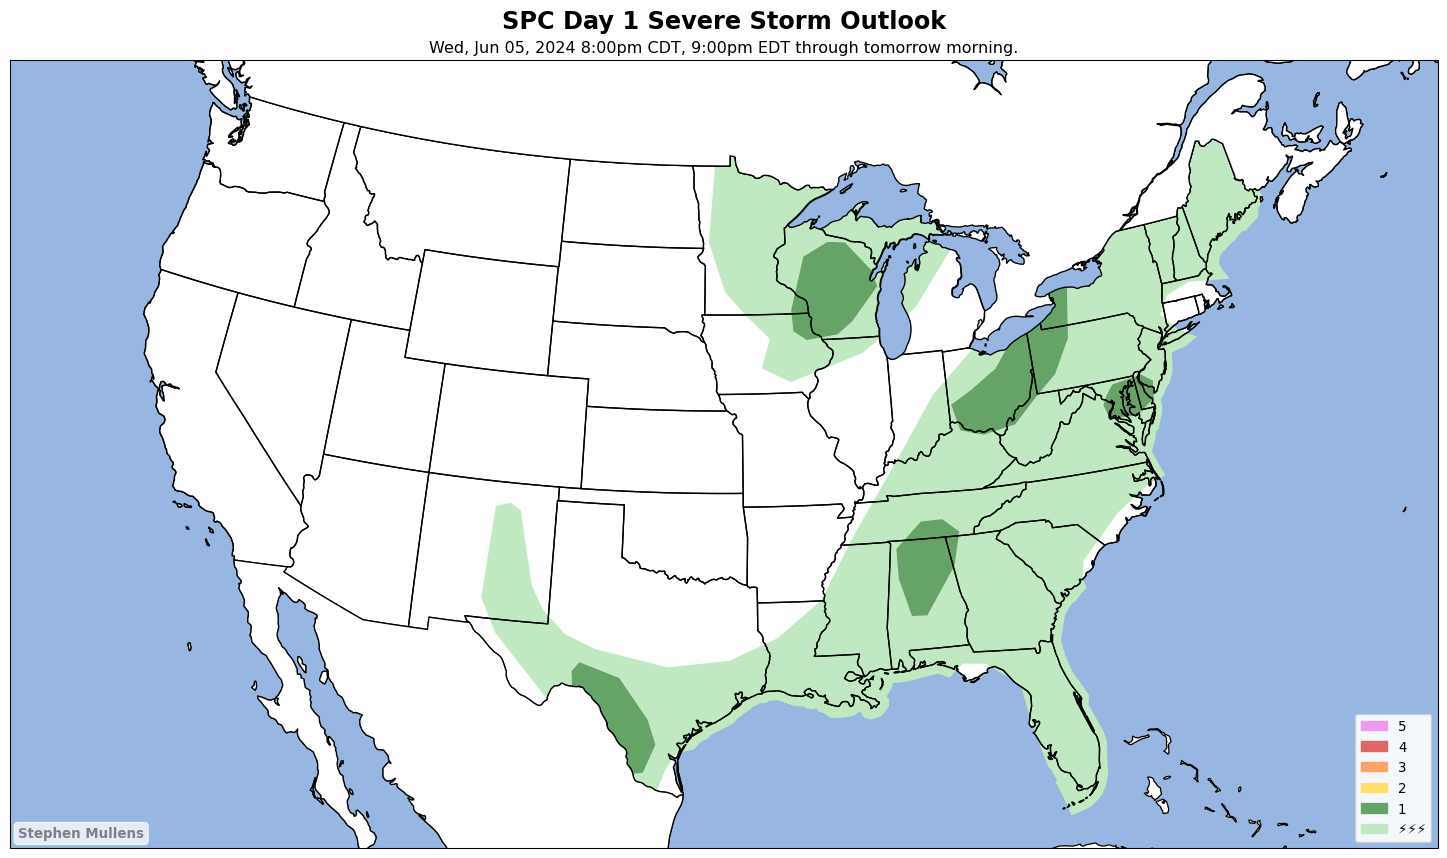 SPC Day 1 Severe Storm Outlook
Wed, Jun 05, 2024 8:00pm CDT, 9:00pm EDT through tomorrow morning.
5
4
3
2
1
⚡⚡⚡
Stephen Mullens